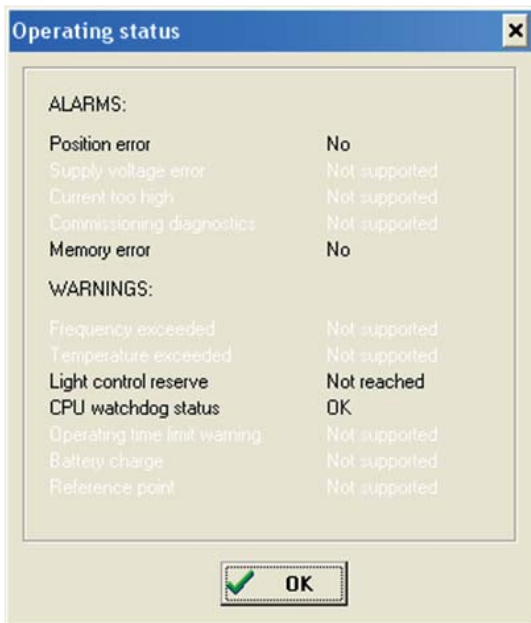 Operating status
ALARMS:
Position error No
Supply voltage error Not supported
Current too high Not supported
Commissioning diagnostics Not supported
Memory error No
WARNINGS:
Frequency exceeded Not supported
Temperature exceeded Not supported
Light control reserve Not reached
CPU watchdog status OK
Operating time limit warning Not supported
Battery charge Not supported
Reference point Not supported
OK